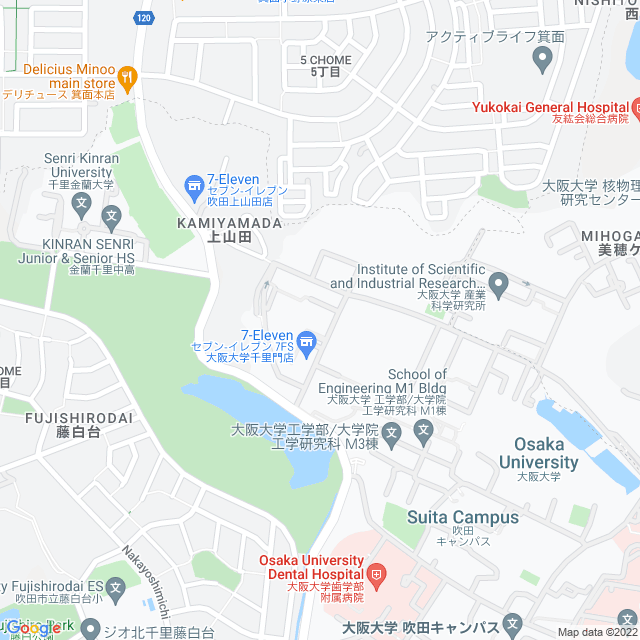 NISHITO
西
120
5 CHOME
5丁目
アクティブライフ箕面
Delicius Minoo
main store
デリチュース 箕面本店
Yukokai General Hospital
友紘会総合病院
Senri Kinran
University
千里金蘭大学
7-Eleven
セブン-イレブン
吹田上山田店
大阪大学 核物理
研究センター
KAMIYAMADA
上山田
MIHOGA
美穂ケ
KINRAN SENRI
Junior & Senior HS
金蘭千里中高
Institute of Scientific
and Industrial Research...
大阪大学 産業
科学研究所
7-Eleven
セブン-イレブン 7FS
大阪大学千里門店
CHOME
丁目
School of
Engineering M1 Bldg
大阪大学 工学部/大学院
工学研究科 M1棟
FUJISHIRODAI
藤白台
大阪大学工学部/大学院
工学研究科 M3棟
Osaka
University
大阪大学
Suita Campus
吹田
キャンパス
Nakayoshimichi
Osaka University
Dental Hospital
大阪大学歯学部
附属病院
ty Fujishirodai ES
吹田市立藤白台小
Park
Google
ジオ北千里藤白台
大阪大学 吹田キャンパス
Map data ©2022